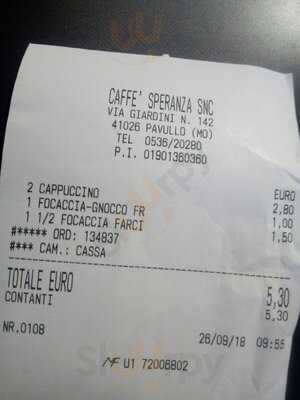 CAFFE' SPERANZA SNC
VIA GIARDINI N. 142
41026 PAVULLO (MO)
TEL 0536/20280
P.I. 01901360360
EURO
2 CAPPUCCINO 2,80
1 FOCACCIA-GNOCCO FR 1,00
1 1/2 FOCACCIA FARCI 1,50
#****** ORD: 134837
#*** CAM.: CASSA
TOTALE EURO 5,30
CONTANTI 5,30
NR.0108 26/09/18 09:55
MF U1 72006802